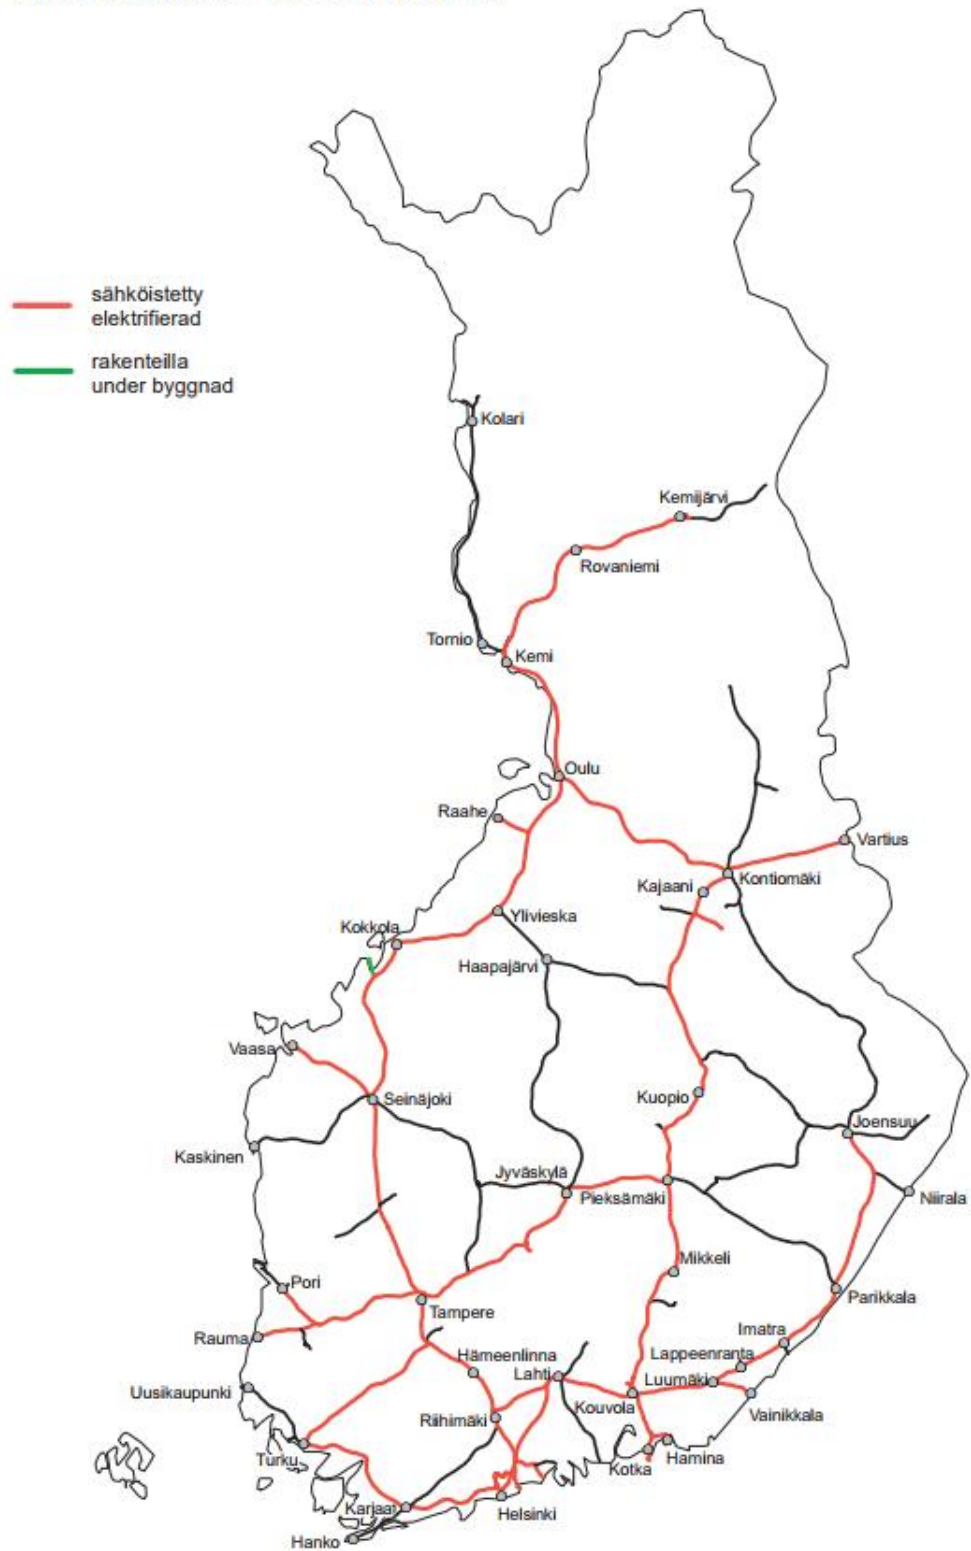 sähköistetty
elektrifierad
rakenteilla
under byggnad
Kolari
Kemijärvi
Rovaniemi
Tornio
Kemi
Oulu
Raahe
Vartius
Kontiomäki
Kajaani
Ylivieska
Kokkola
Haapajärvi
Vaasa
Kuopio
Seinäjoki
Joensuu
Kaskinen
Jyväskylä
Pieksämäki
Niirala
Mikkeli
Pori
Parikkala
Tampere
Rauma
Imatra
Lappeenranta
Hämeenlinna
Lahti
Luumäki
Uusikaupunki
Kouvola
Vainikkala
Riihimäki
Turku
Hamina
Kotka
Karjaa
Helsinki
Hanko